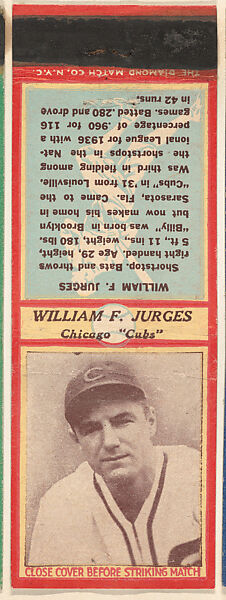 THE DIAMOND MATCH CO., N.Y.C.
WILLIAM F. JURGES
Shortstop. Bats and throws
right handed. Age 29, height,
5 ft., 11 ins., weight, 180 lbs.
"Billy" was born in Brooklyn
but now makes his home in
Sarasota, Fla. Came to the
"Cubs" in '31 from Louisville.
Was third in fielding among
the shortstops in the Nat-
ional League for 1936 with a
percentage of .960 for 116
games. Batted .280 and drove
in 42 runs.
WILLIAM F. JURGES
Chicago "Cubs"
C
CLOSE COVER BEFORE STRIKING MATCH